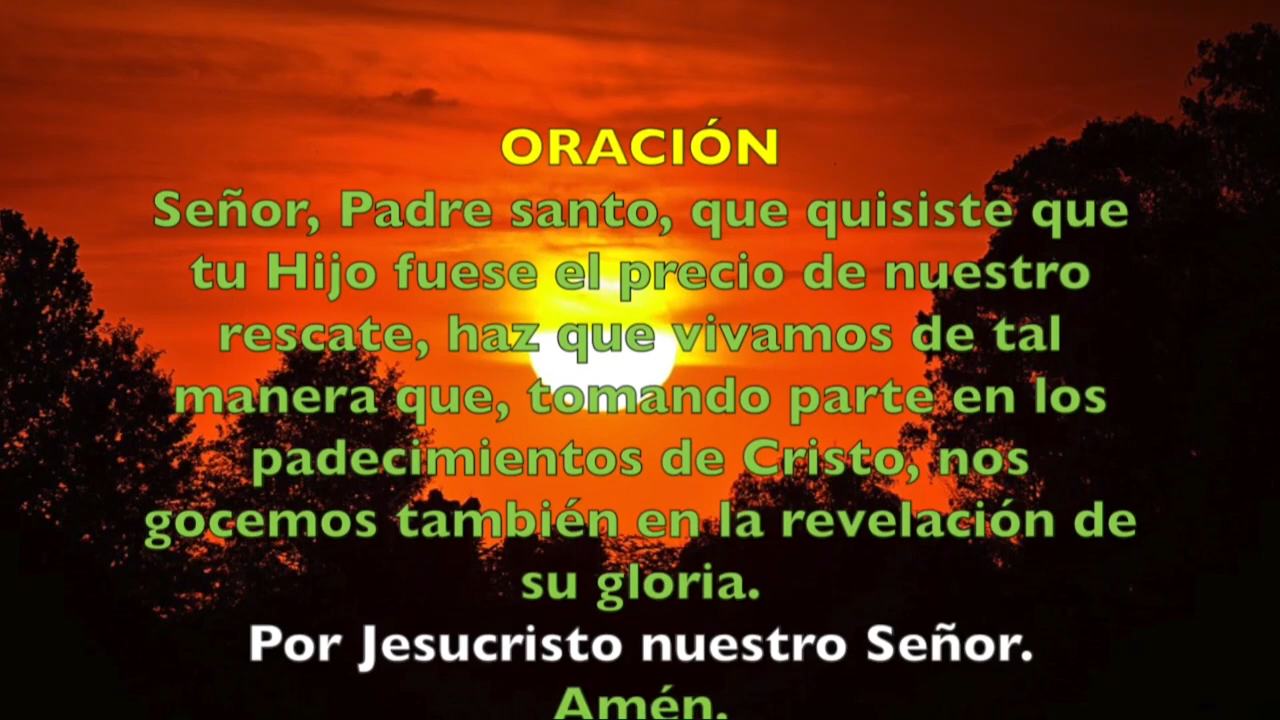 ORACIÓN
Señor, Padre santo, que quisiste que
tu Hijo fuese el precio de nuestro
rescate, haz que vivamos de tal
manera que, tomando parte en los
padecimientos de Cristo, nos
gocemos también en la revelación de
su gloria.
Por Jesucristo nuestro Señor.
Amén.